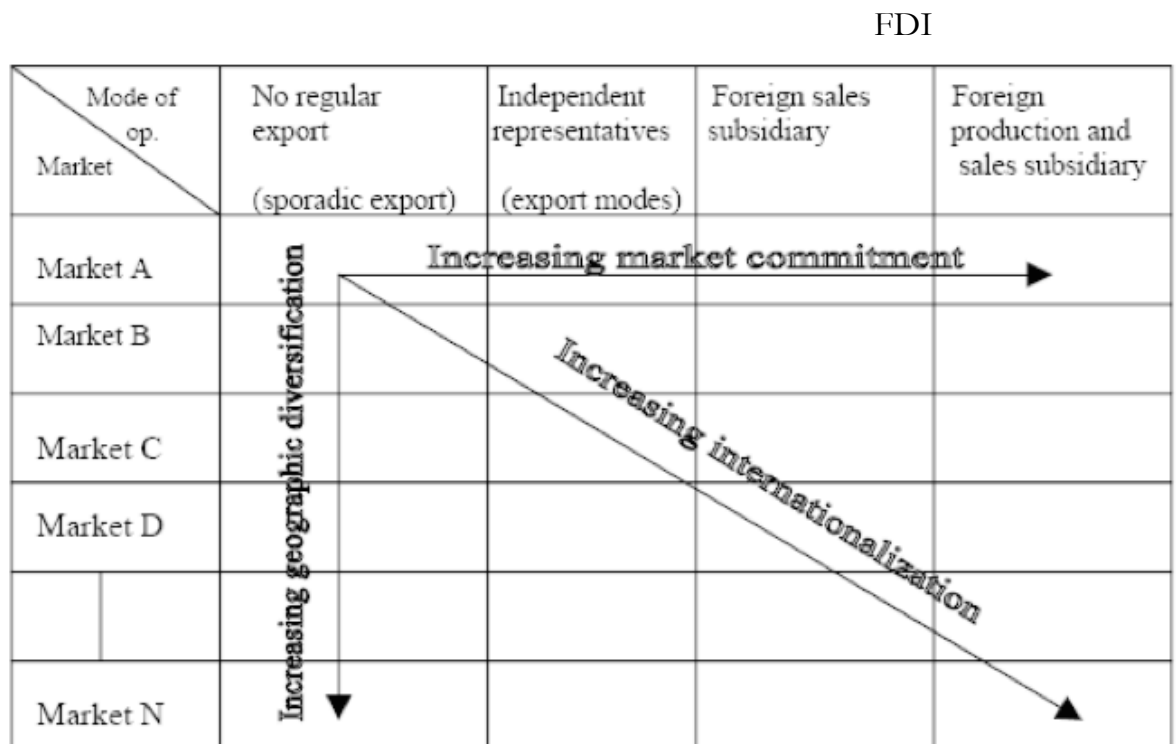 FDI
Mode of
op.
Market
No regular
export
(sporadic export)
Independent
representatives
(export modes)
Foreign sales
subsidiary
Foreign
production and
sales subsidiary
Market A
Increasing market commitment
Market B
Increasing geographic diversification
Increasing internationalization
Market C
Market D
Market N